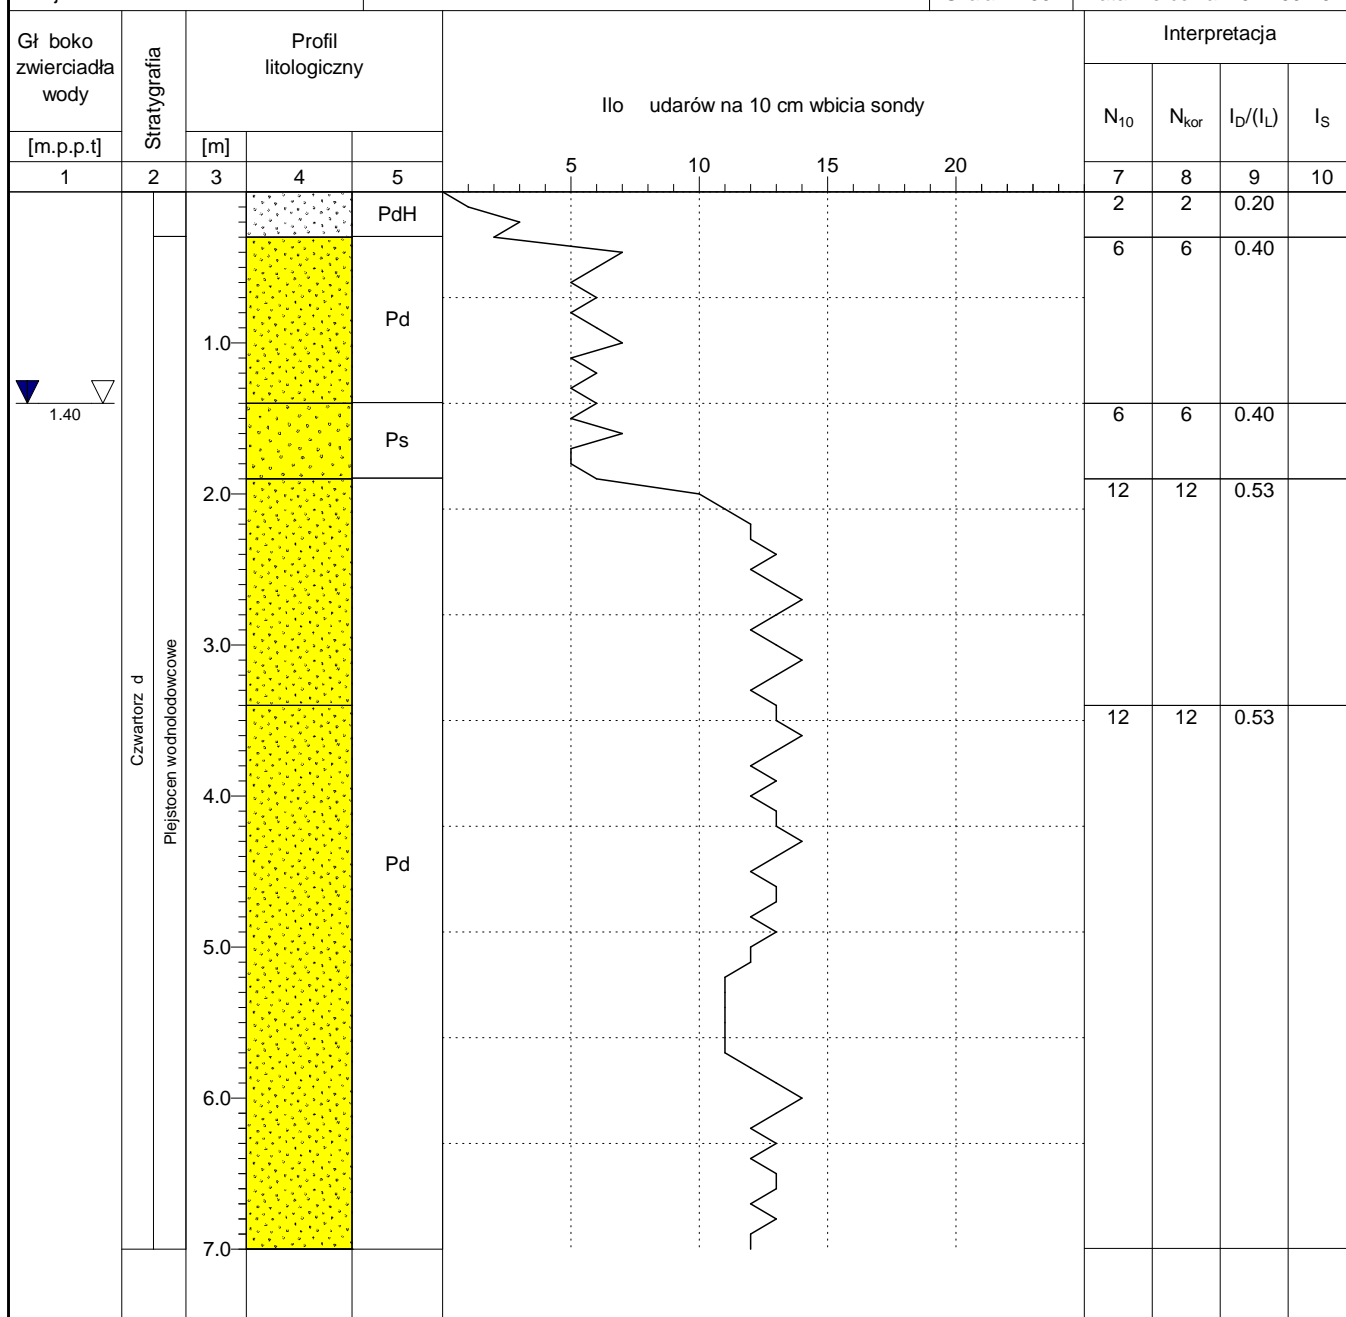 Gł boko
zwierciadła
wody
[m.p.p.t]
1
Stratygrafia
2
Profil
litologiczny
[m]
3
4
5
Ilo udarów na 10 cm wbicia sondy
5 10 15 20
Interpretacja
N10 Nkor ID/(IL) IS
7 8 9 10
PdH
2 2 0.20
6 6 0.40
Pd
1.0
1.40
6 6 0.40
Ps
2.0
12 12 0.53
3.0
Czwartorz d
Plejstocen wodnolodowcowe
12 12 0.53
4.0
Pd
5.0
6.0
7.0